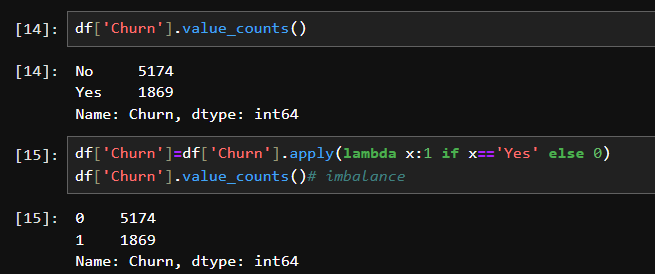 [14]: df['Churn'].value_counts()
[14]: No     5174
Yes    1869
Name: Churn, dtype: int64
[15]: df['Churn']=df['Churn'].apply(lambda x:1 if x=='Yes' else 0)
df['Churn'].value_counts()# imbalance
[15]: 0    5174
1    1869
Name: Churn, dtype: int64